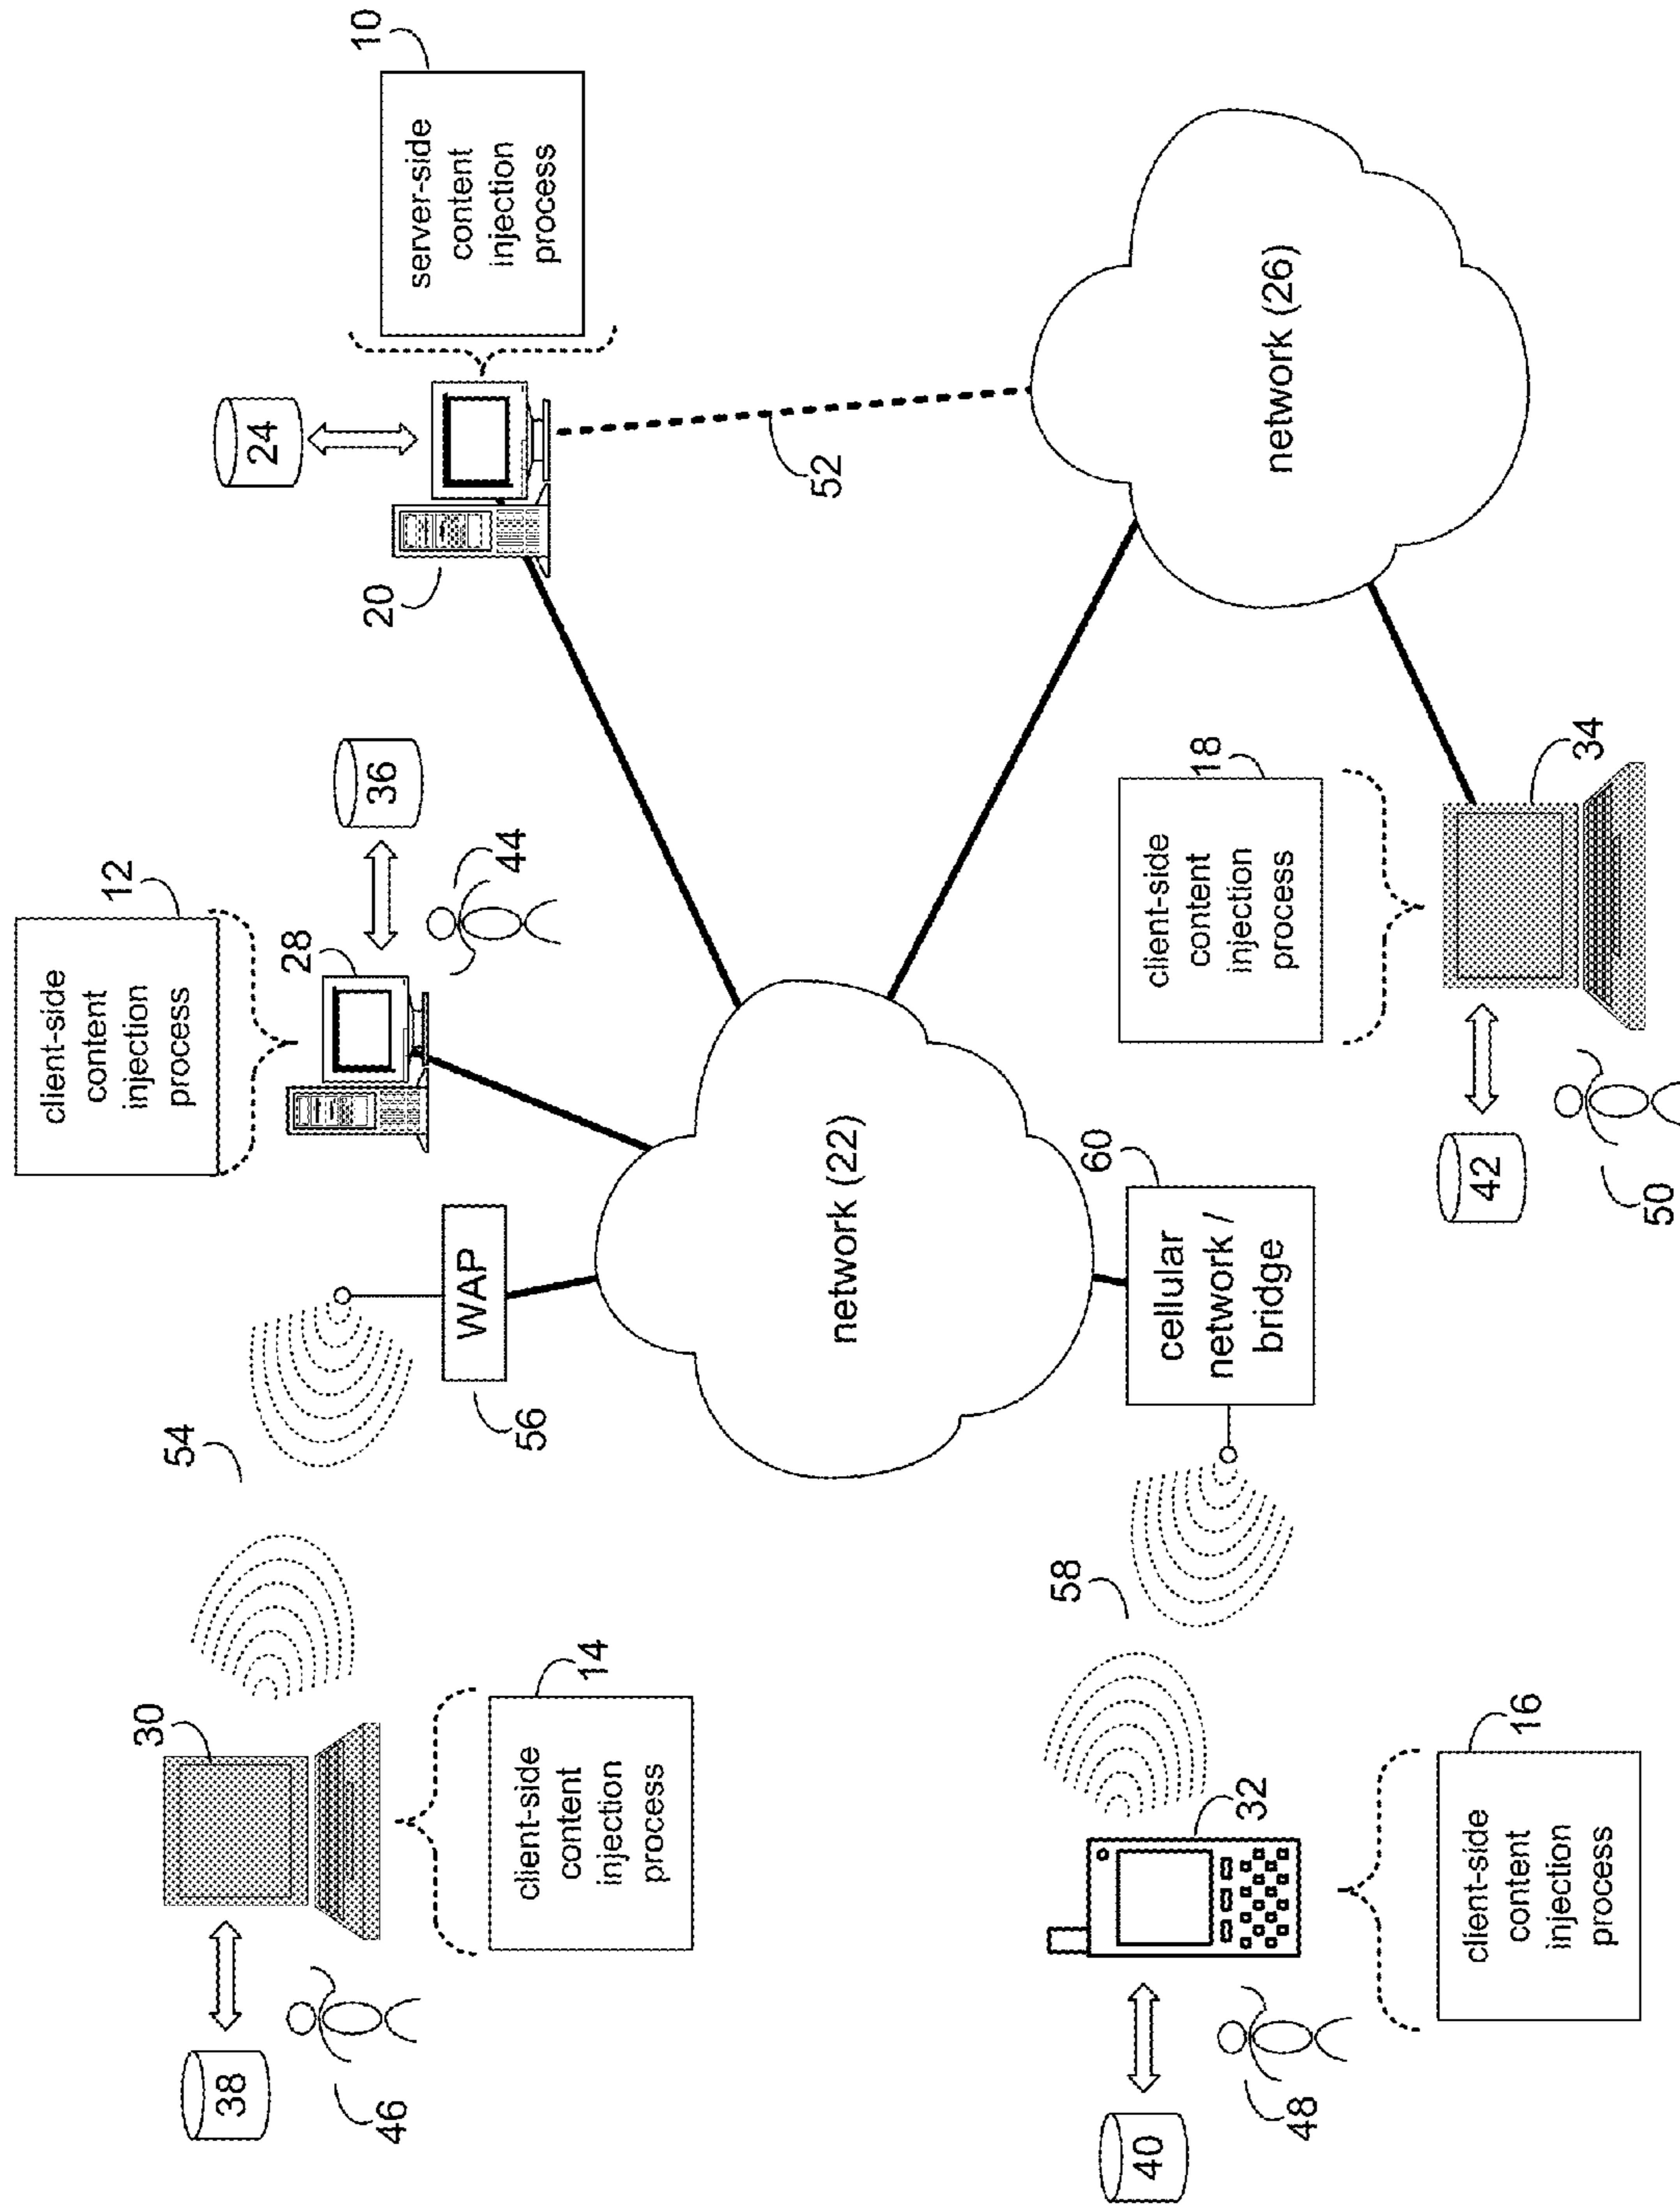 38
46
30
client-side
content
injection
process
14
54
WAP
56
client-side
content
injection
process
12
28
36
44
24
20
server-side
content
injection
process
10
52
network (22)
network (26)
40
48
32
client-side
content
injection
process
16
58
cellular
network /
bridge
60
42
50
client-side
content
injection
process
18
34